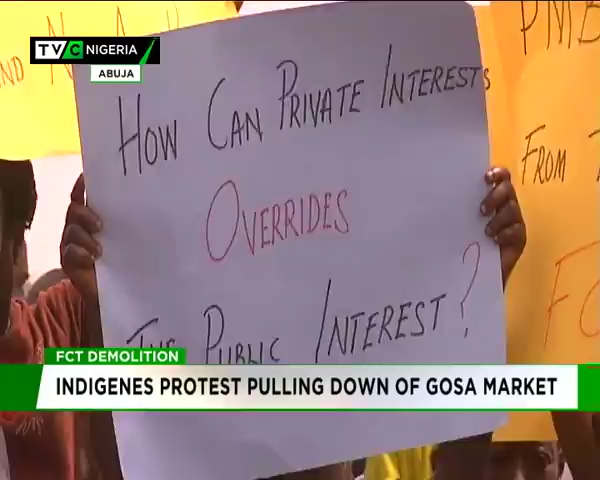 TVC NIGERIA
ABUJA
How Can Private Interests
Overrides
The Public Interest?
PMB
From
FCT DEMOLITION
INDIGENES PROTEST PULLING DOWN OF GOSA MARKET